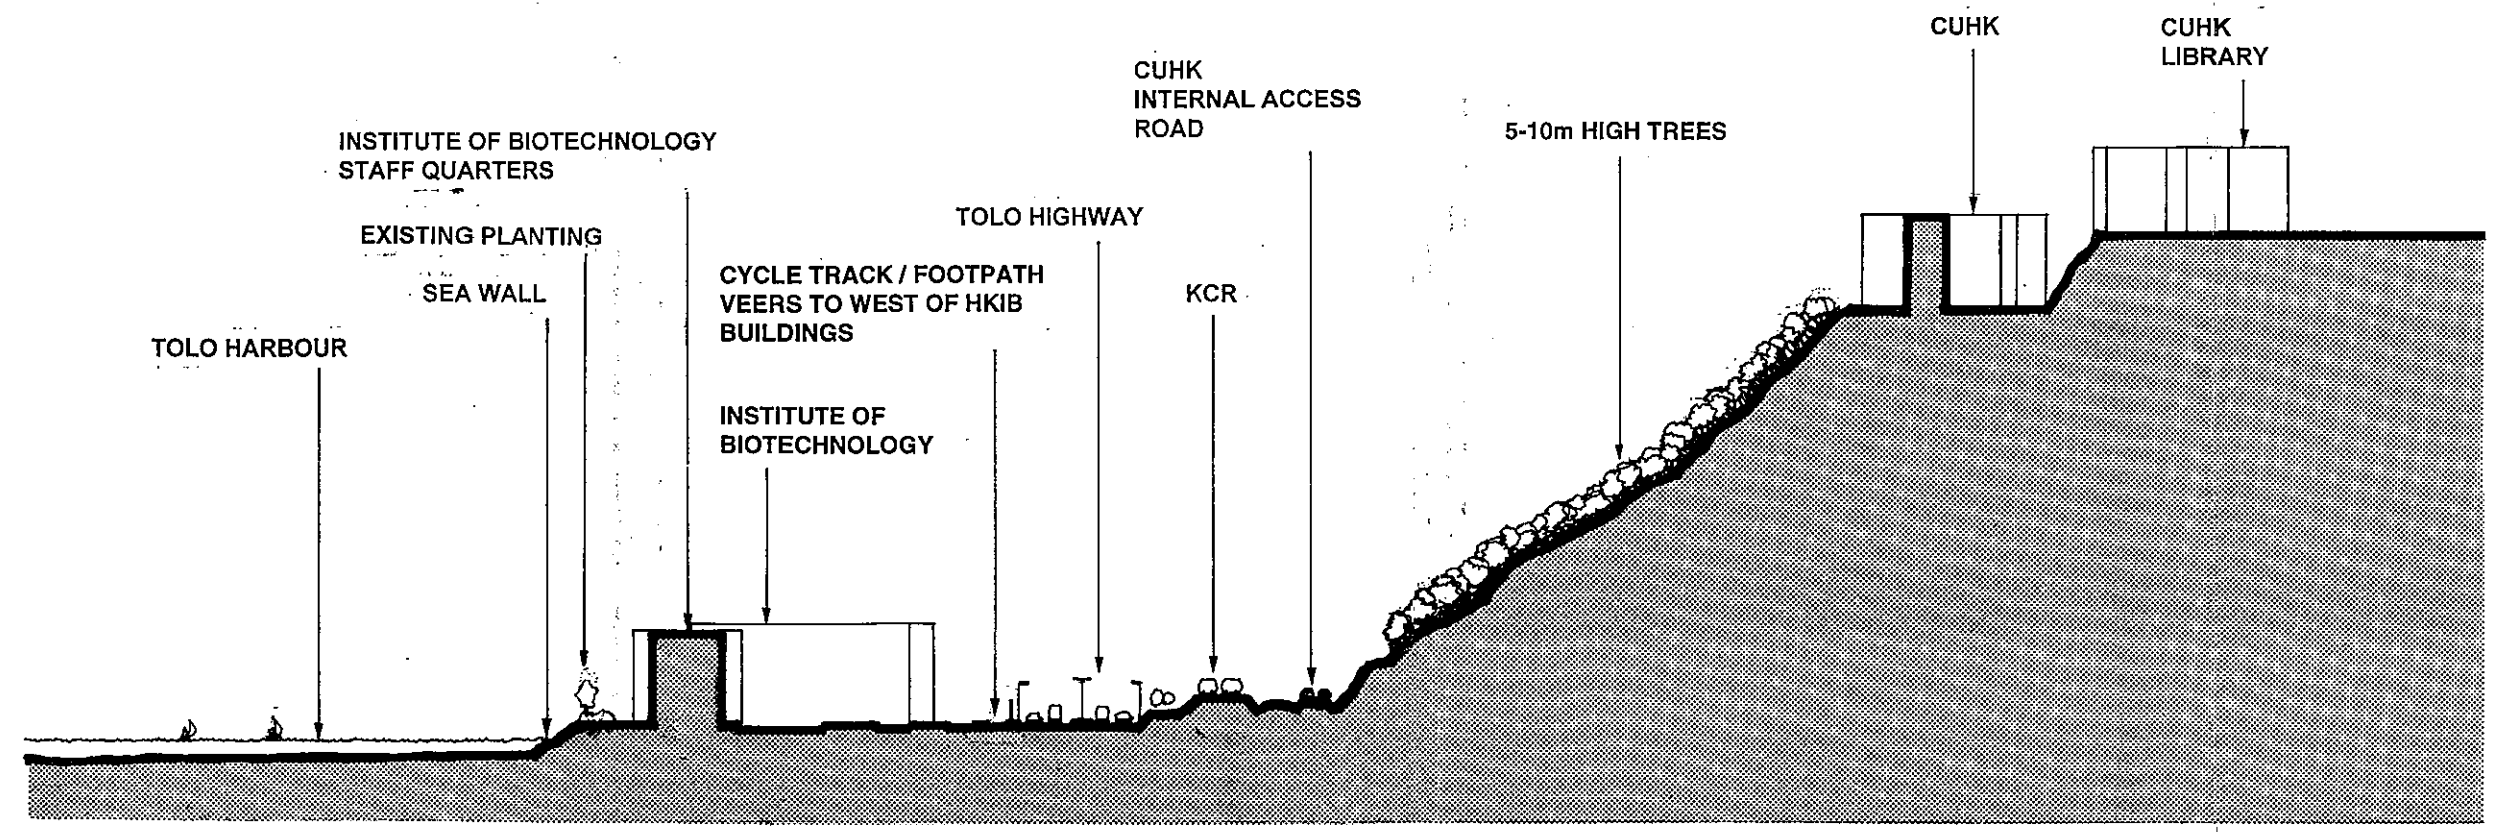 CUHK
CUHK
LIBRARY
CUHK
INTERNAL ACCESS
ROAD
5-10m HIGH TREES
INSTITUTE OF BIOTECHNOLOGY
STAFF QUARTERS
TOLO HIGHWAY
EXISTING PLANTING
CYCLE TRACK / FOOTPATH
VEERS TO WEST OF HKIB
BUILDINGS
SEA WALL
KCR
TOLO HARBOUR
INSTITUTE OF
BIOTECHNOLOGY